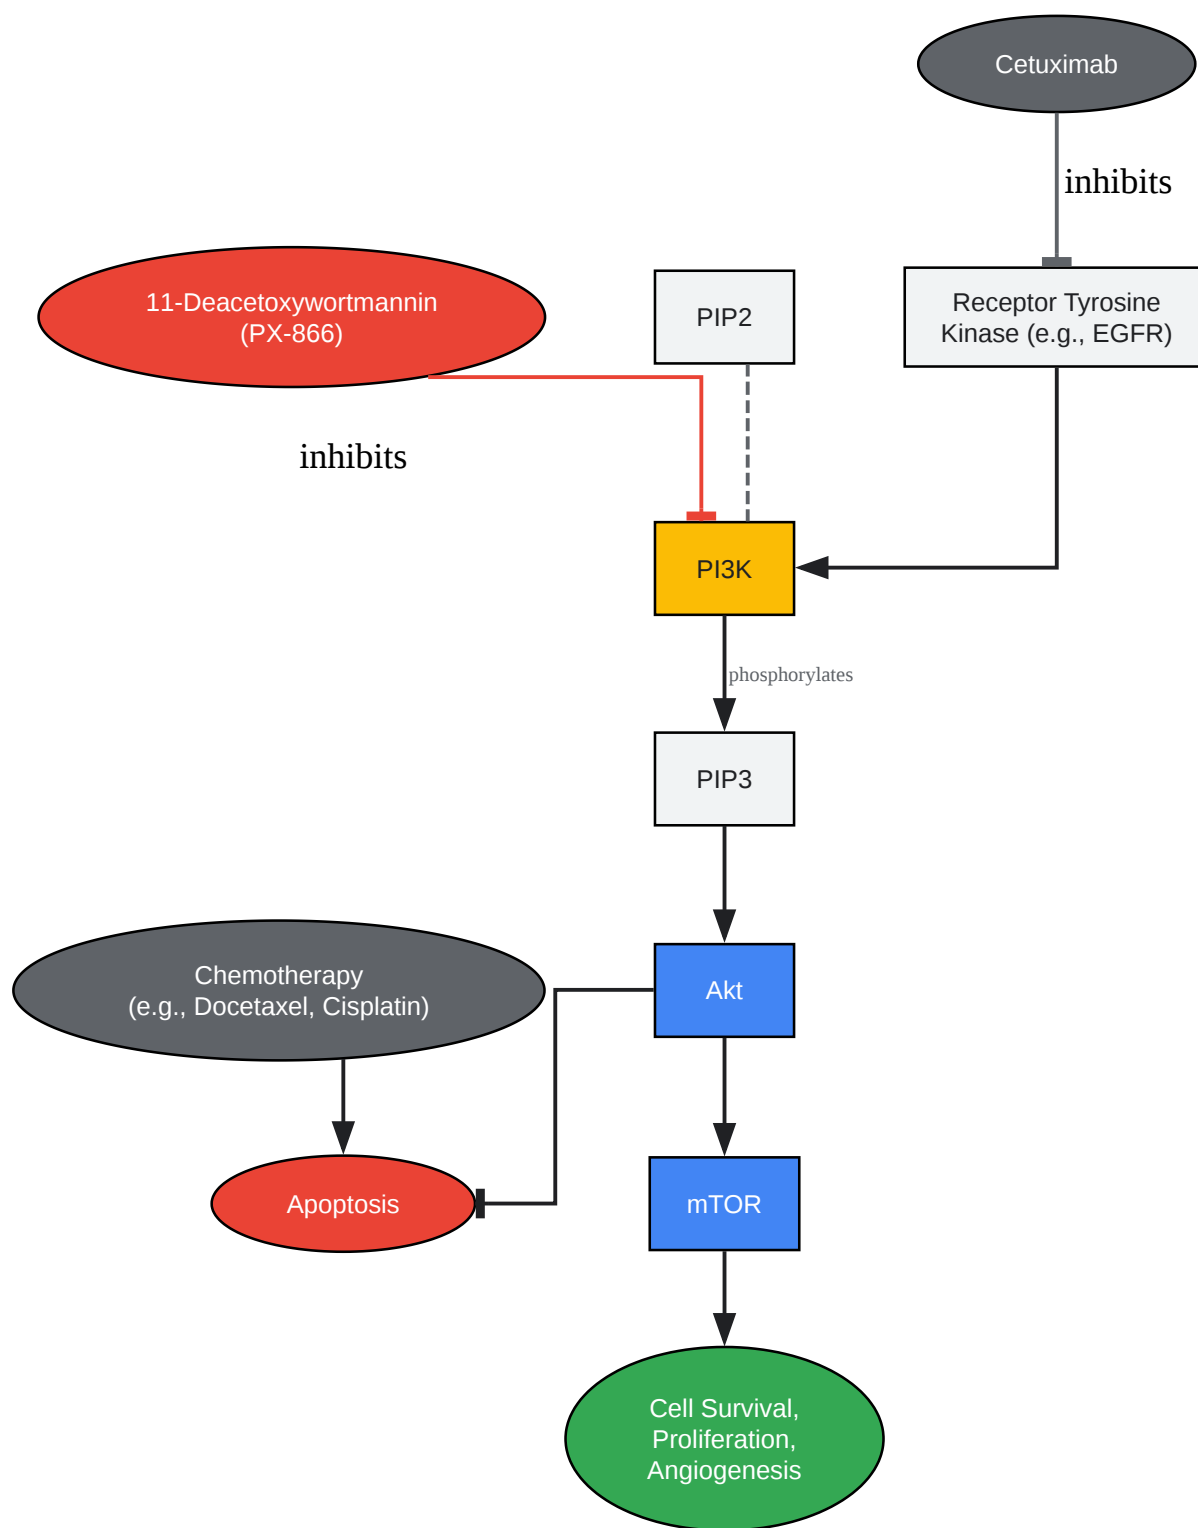 Cetuximab
inhibits
11-Deacetoxywortmannin
(PX-866)
PIP2
Receptor Tyrosine
Kinase (e.g., EGFR)
inhibits
PI3K
phosphorylates
PIP3
Chemotherapy
(e.g., Docetaxel, Cisplatin)
Akt
Apoptosis
mTOR
Cell Survival,
Proliferation,
Angiogenesis